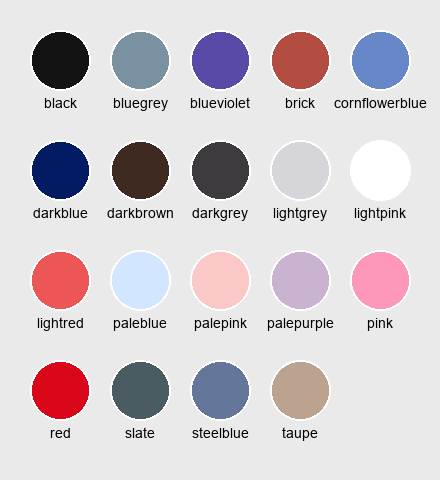 black bluegrey blueviolet brick cornflowerblue
darkblue darkbrown darkgrey lightgrey lightpink
lightred paleblue palepink palepurple pink
red slate steelblue taupe